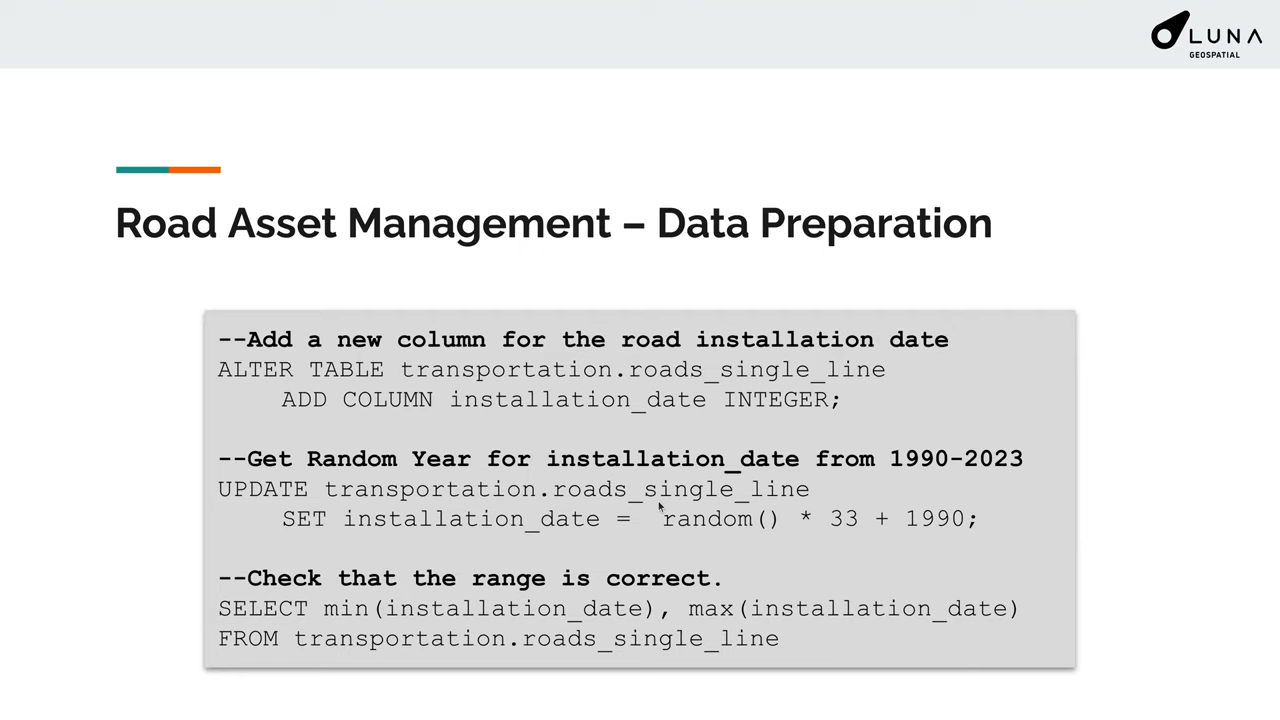 LUNA
GEOSPATIAL
Road Asset Management – Data Preparation
--Add a new column for the road installation date
ALTER TABLE transportation.roads_single_line
ADD COLUMN installation_date INTEGER;
--Get Random Year for installation_date from 1990-2023
UPDATE transportation.roads_single_line
SET installation_date = random() * 33 + 1990;
--Check that the range is correct.
SELECT min(installation_date), max(installation_date)
FROM transportation.roads_single_line